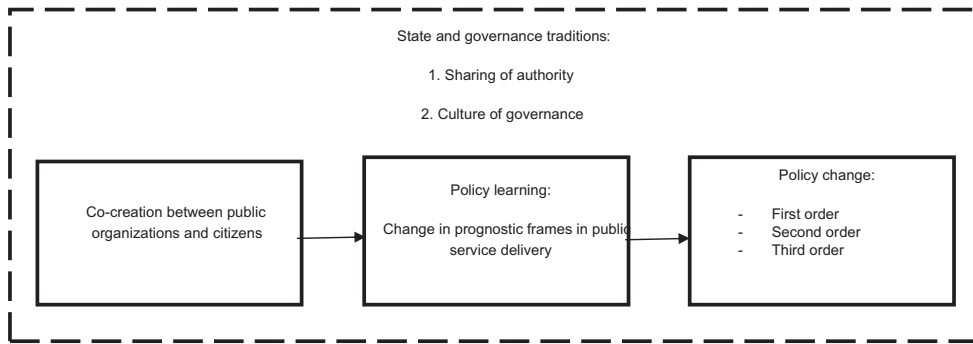 State and governance traditions:
1. Sharing of authority
2. Culture of governance
Co-creation between public
organizations and citizens
Policy learning:
Change in prognostic frames in public
service delivery
Policy change:
- First order
- Second order
- Third order